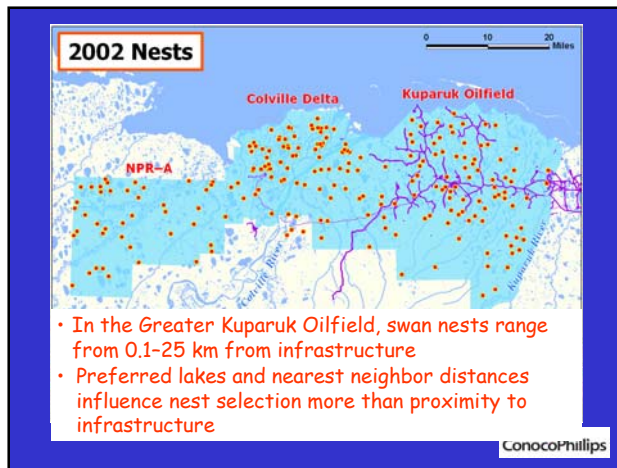 2002 Nests
0 10 20
Miles
Colville Delta
Kuparuk Oilfield
NPR–A
Colville River
Kuparuk River
• In the Greater Kuparuk Oilfield, swan nests range
from 0.1–25 km from infrastructure
• Preferred lakes and nearest neighbor distances
influence nest selection more than proximity to
infrastructure
ConocoPhillips